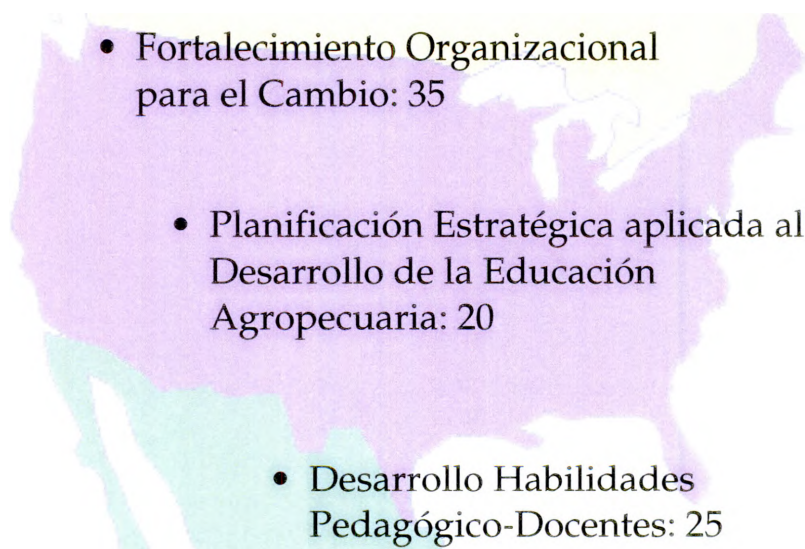 • Fortalecimiento Organizacional
para el Cambio: 35
• Planificación Estratégica aplicada al
Desarrollo de la Educación
Agropecuaria: 20
• Desarrollo Habilidades
Pedagógico-Docentes: 25